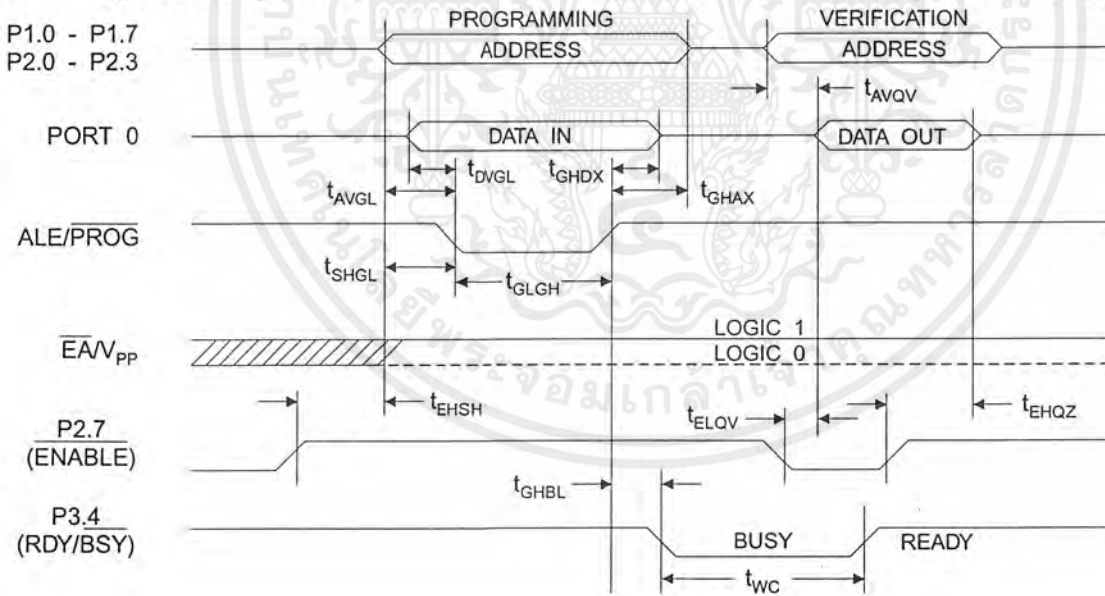 PROGRAMMING
VERIFICATION
P1.0 - P1.7
P2.0 - P2.3
ADDRESS
ADDRESS
tAVQV
PORT 0
DATA IN
DATA OUT
tDVGL
tGHDX
tAVGL
tGHAX
ALE/PROG
tSHGL
tGLGH
LOGIC 1
EA/VPP
LOGIC 0
tEHSH
tELQV
tEHQZ
P2.7
(ENABLE)
tGHBL
P3.4
(RDY/BSY)
BUSY
READY
tWC